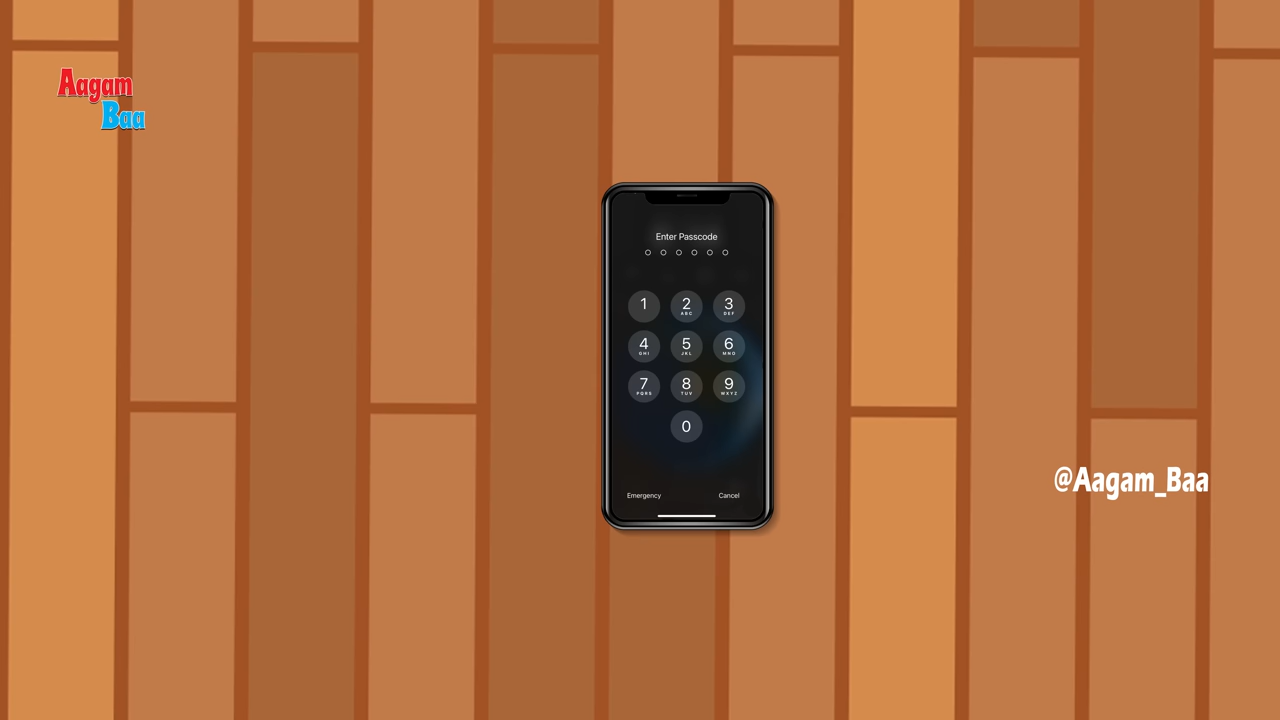 Aagam
Baa
Enter Passcode
1
2
ABC
3
DEF
4
GHI
5
JKL
6
MNO
7
PQRS
8
TUV
9
WXYZ
0
Emergency
Cancel
@Aagam_Baa